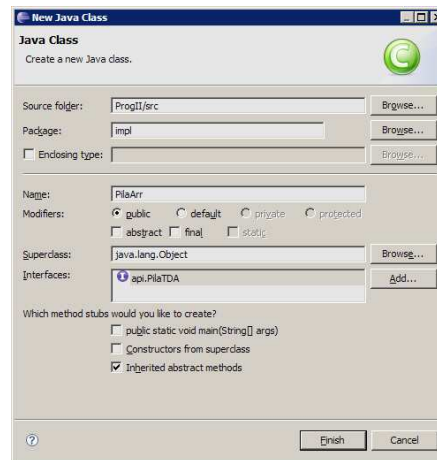 New Java Class
Java Class
Create a new Java class.
Source folder: ProgII/src Browse...
Package: impl Browse...
Enclosing type: Browse...
Name: PilaArr
Modifiers: public default private protected
abstract final static
Superclass: java.lang.Object Browse...
Interfaces: api.PilaTDA Add...
Which method stubs would you like to create?
public static void main(String[] args)
Constructors from superclass
Inherited abstract methods
Finish Cancel